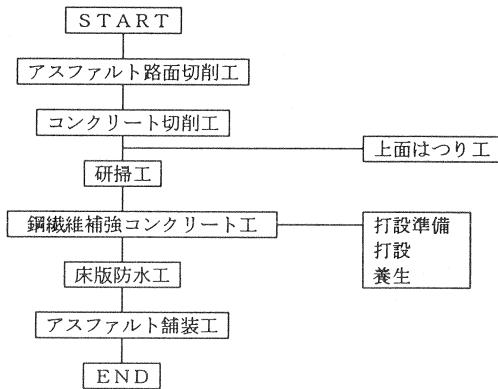 START
アスファルト路面切削工
コンクリート切削工
上面はつり工
研掃工
鋼繊維補強コンクリート工
打設準備
打設
養生
床版防水工
アスファルト舗装工
END